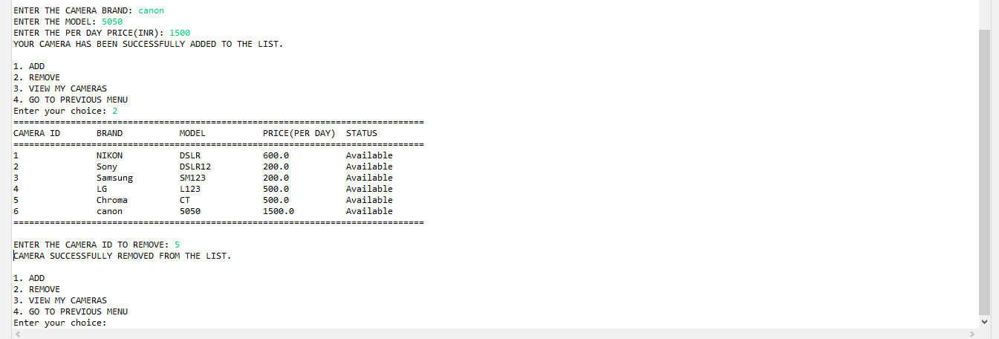 ENTER THE CAMERA BRAND: canon
ENTER THE MODEL: 5050
ENTER THE PER DAY PRICE(INR): 1500
YOUR CAMERA HAS BEEN SUCCESSFULLY ADDED TO THE LIST.
1. ADD
2. REMOVE
3. VIEW MY CAMERAS
4. GO TO PREVIOUS MENU
Enter your choice: 2
===============================================================================
CAMERA ID BRAND MODEL PRICE(PER DAY) STATUS
===============================================================================
1 NIKON DSLR 600.0 Available
2 Sony DSLR12 200.0 Available
3 Samsung SM123 200.0 Available
4 LG L123 500.0 Available
5 Chroma CT 500.0 Available
6 canon 5050 1500.0 Available
===============================================================================
ENTER THE CAMERA ID TO REMOVE: 5
CAMERA SUCCESSFULLY REMOVED FROM THE LIST.
1. ADD
2. REMOVE
3. VIEW MY CAMERAS
4. GO TO PREVIOUS MENU
Enter your choice: